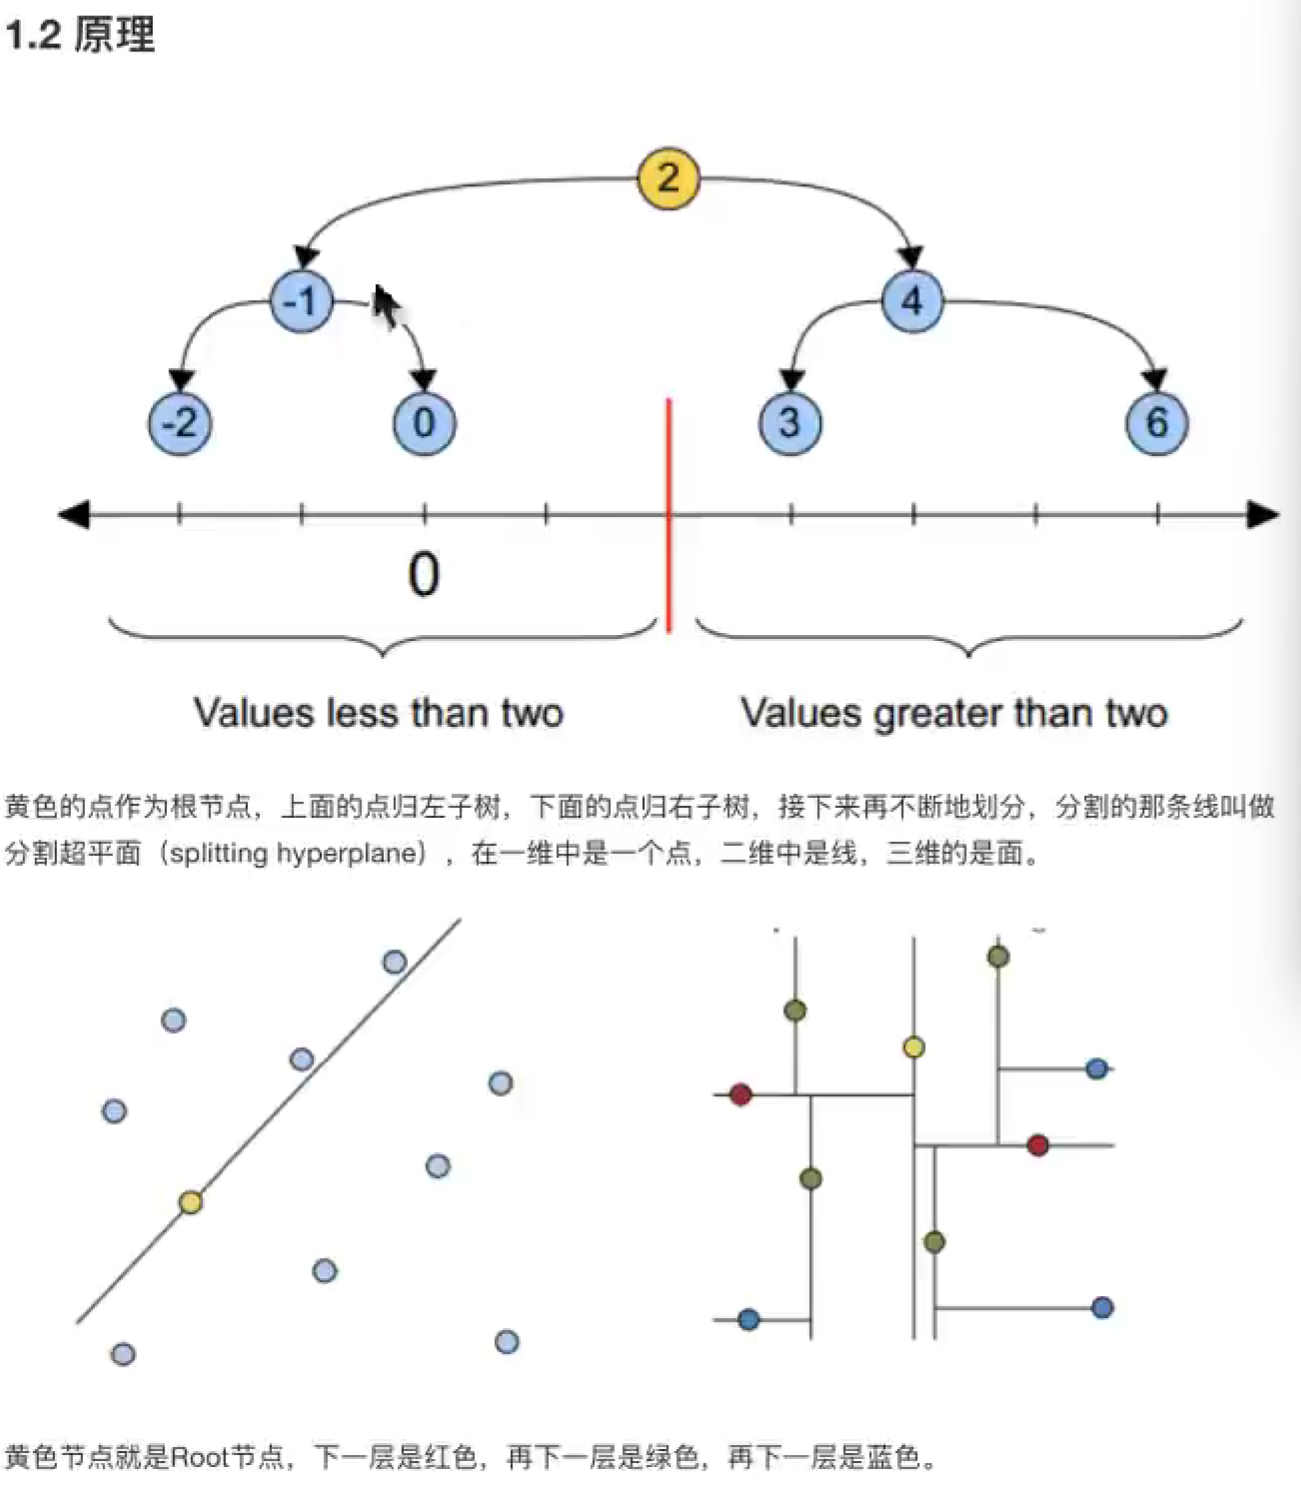 1.2 原理
2
-1
4
-2
0
3
6
0
Values less than two
Values greater than two
黄色的点作为根节点，上面的点归左子树，下面的点归右子树，接下来再不断地划分，分割的那条线叫做
分割超平面（splitting hyperplane），在一维中是一个点，二维中是线，三维的是面。
黄色节点就是Root节点，下一层是红色，再下一层是绿色，再下一层是蓝色。